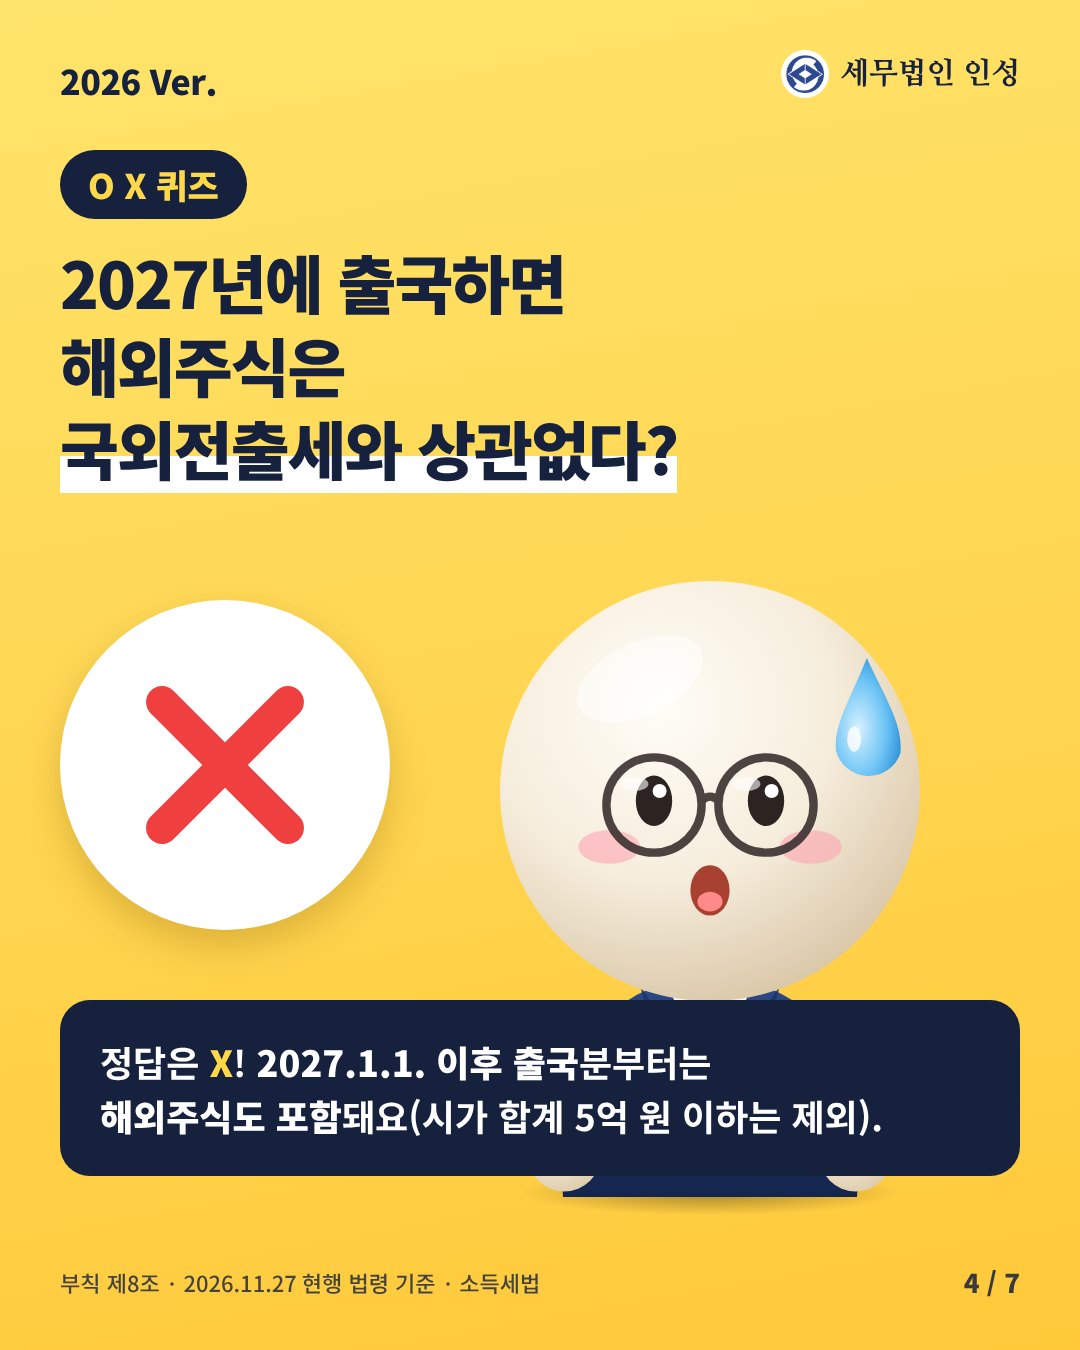 2026 Ver.
세무법인 인성
O X 퀴즈
2027년에 출국하면
해외주식은
국외전출세와 상관없다?
정답은 X! 2027.1.1. 이후 출국분부터는
해외주식도 포함돼요(시가 합계 5억 원 이하는 제외).
부칙 제8조 · 2026.11.27 현행 법령 기준 · 소득세법
4 / 7